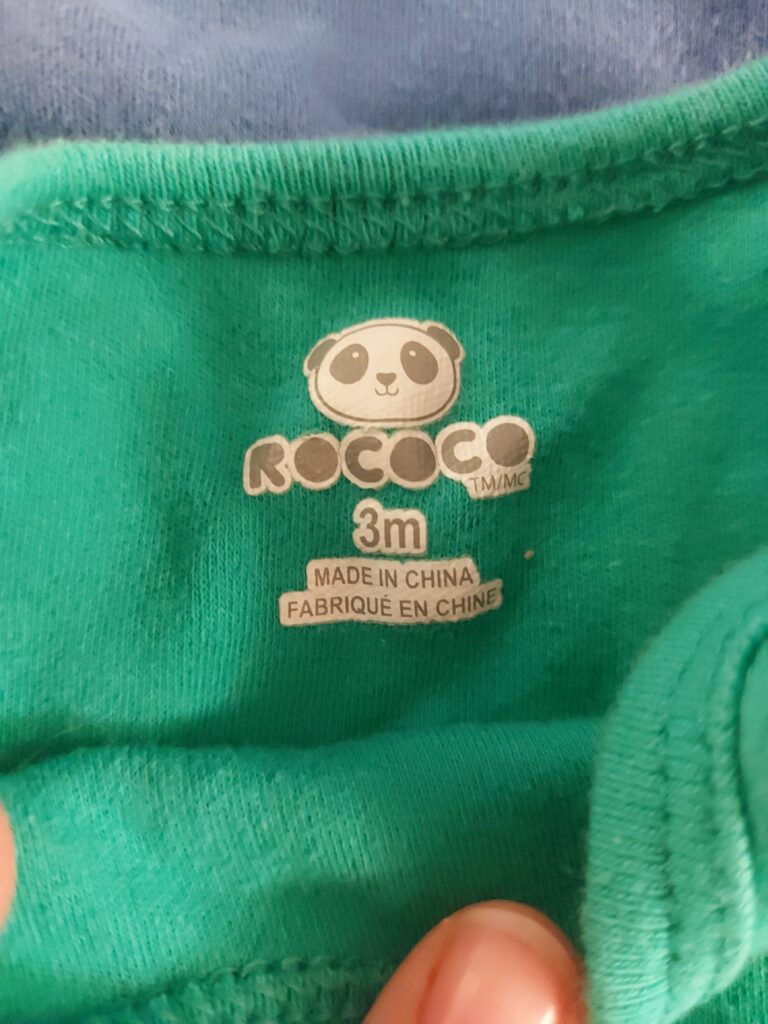 ROCOCO
TM/MC
3m
MADE IN CHINA
FABRIQUÉ EN CHINE